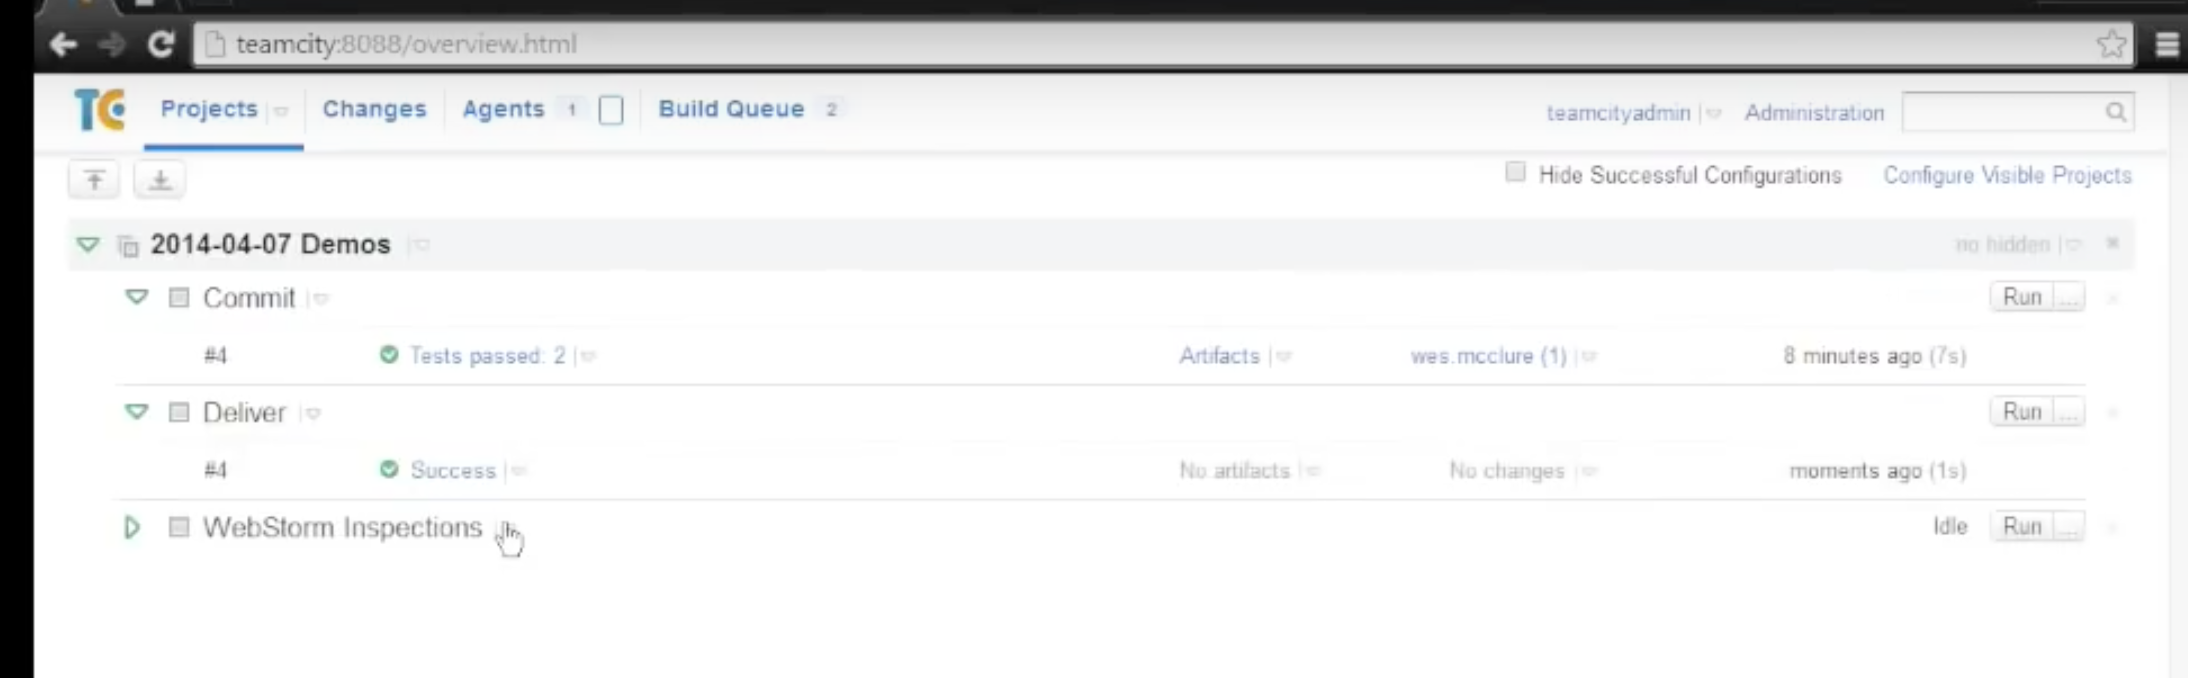 teamcity:8088/overview.html
TC Projects Changes Agents 1 Build Queue 2 teamcityadmin Administration
Hide Successful Configurations Configure Visible Projects
2014-04-07 Demos no hidden
Commit Run ...
#4 Tests passed: 2 Artifacts wes.mcclure (1) 8 minutes ago (7s)
Deliver Run ...
#4 Success No artifacts No changes moments ago (1s)
WebStorm Inspections Idle Run ...